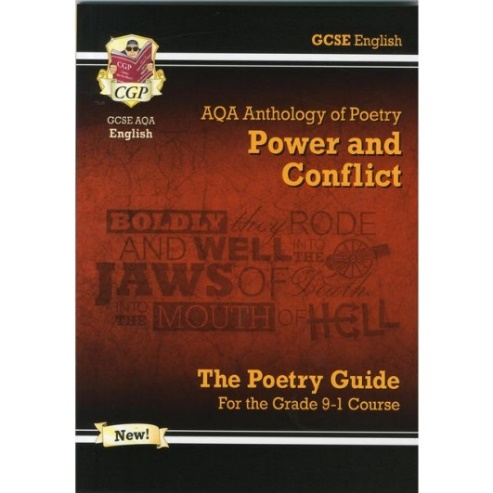 GCSE English
CGP
CGP
GCSE AQA
English
AQA Anthology of Poetry
Power and
Conflict
BOLDLY they RODE
AND WELL INTO THE
JAWS OF Death
INTO THE MOUTH OF HELL
The Poetry Guide
For the Grade 9-1 Course
New!